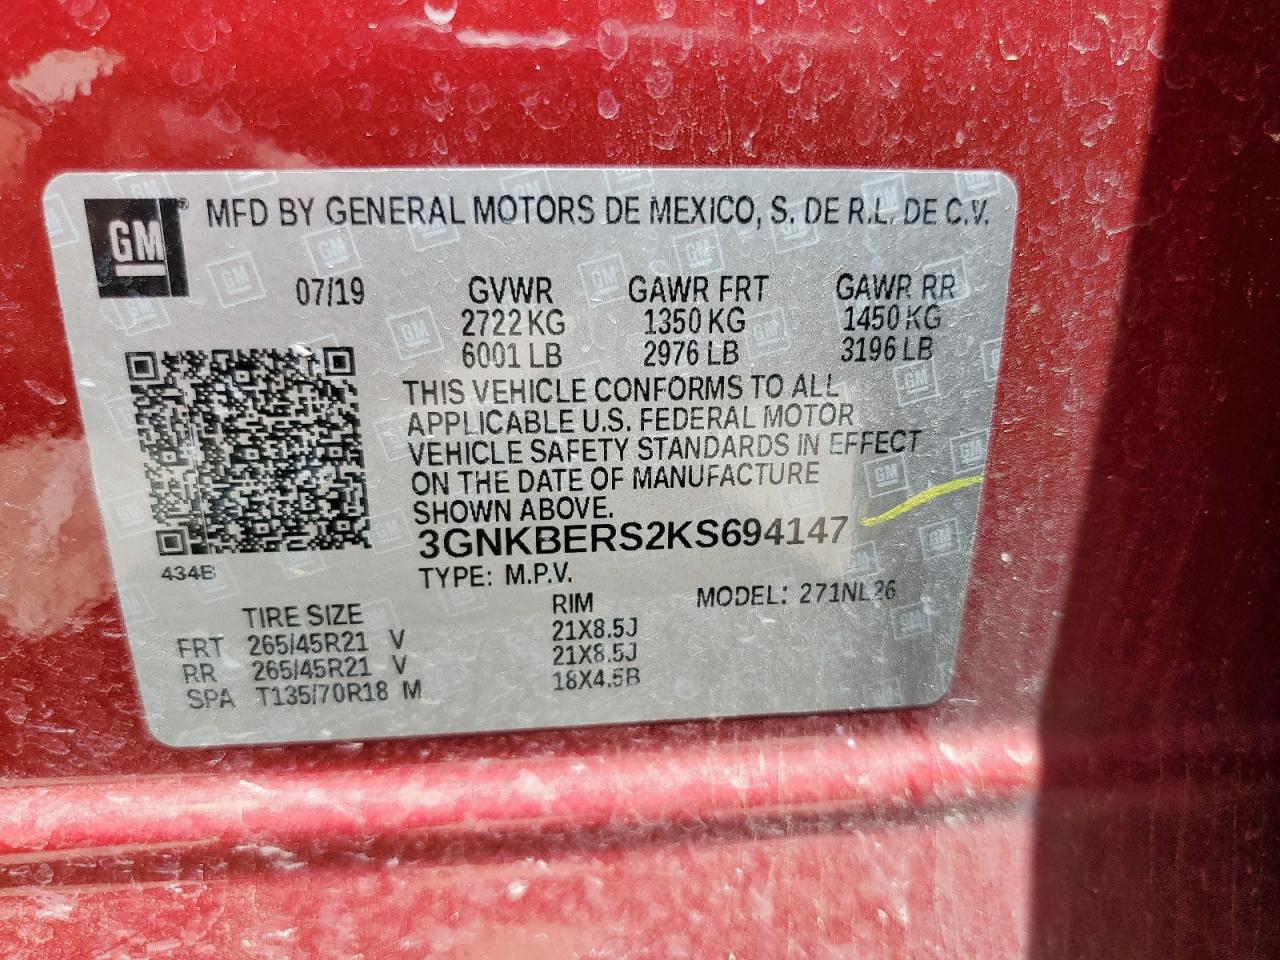 GM® MFD BY GENERAL MOTORS DE MEXICO, S. DE R.L. DE C.V.
07/19 GVWR GAWR FRT GAWR RR
2722 KG 1350 KG 1450 KG
6001 LB 2976 LB 3196 LB
THIS VEHICLE CONFORMS TO ALL
APPLICABLE U.S. FEDERAL MOTOR
VEHICLE SAFETY STANDARDS IN EFFECT
ON THE DATE OF MANUFACTURE
SHOWN ABOVE.
3GNKBERS2KS694147
434B
TYPE: M.P.V.
MODEL: 271NL26
TIRE SIZE RIM
FRT 265/45R21 V 21X8.5J
RR 265/45R21 V 21X8.5J
SPA T135/70R18 M 18X4.5B